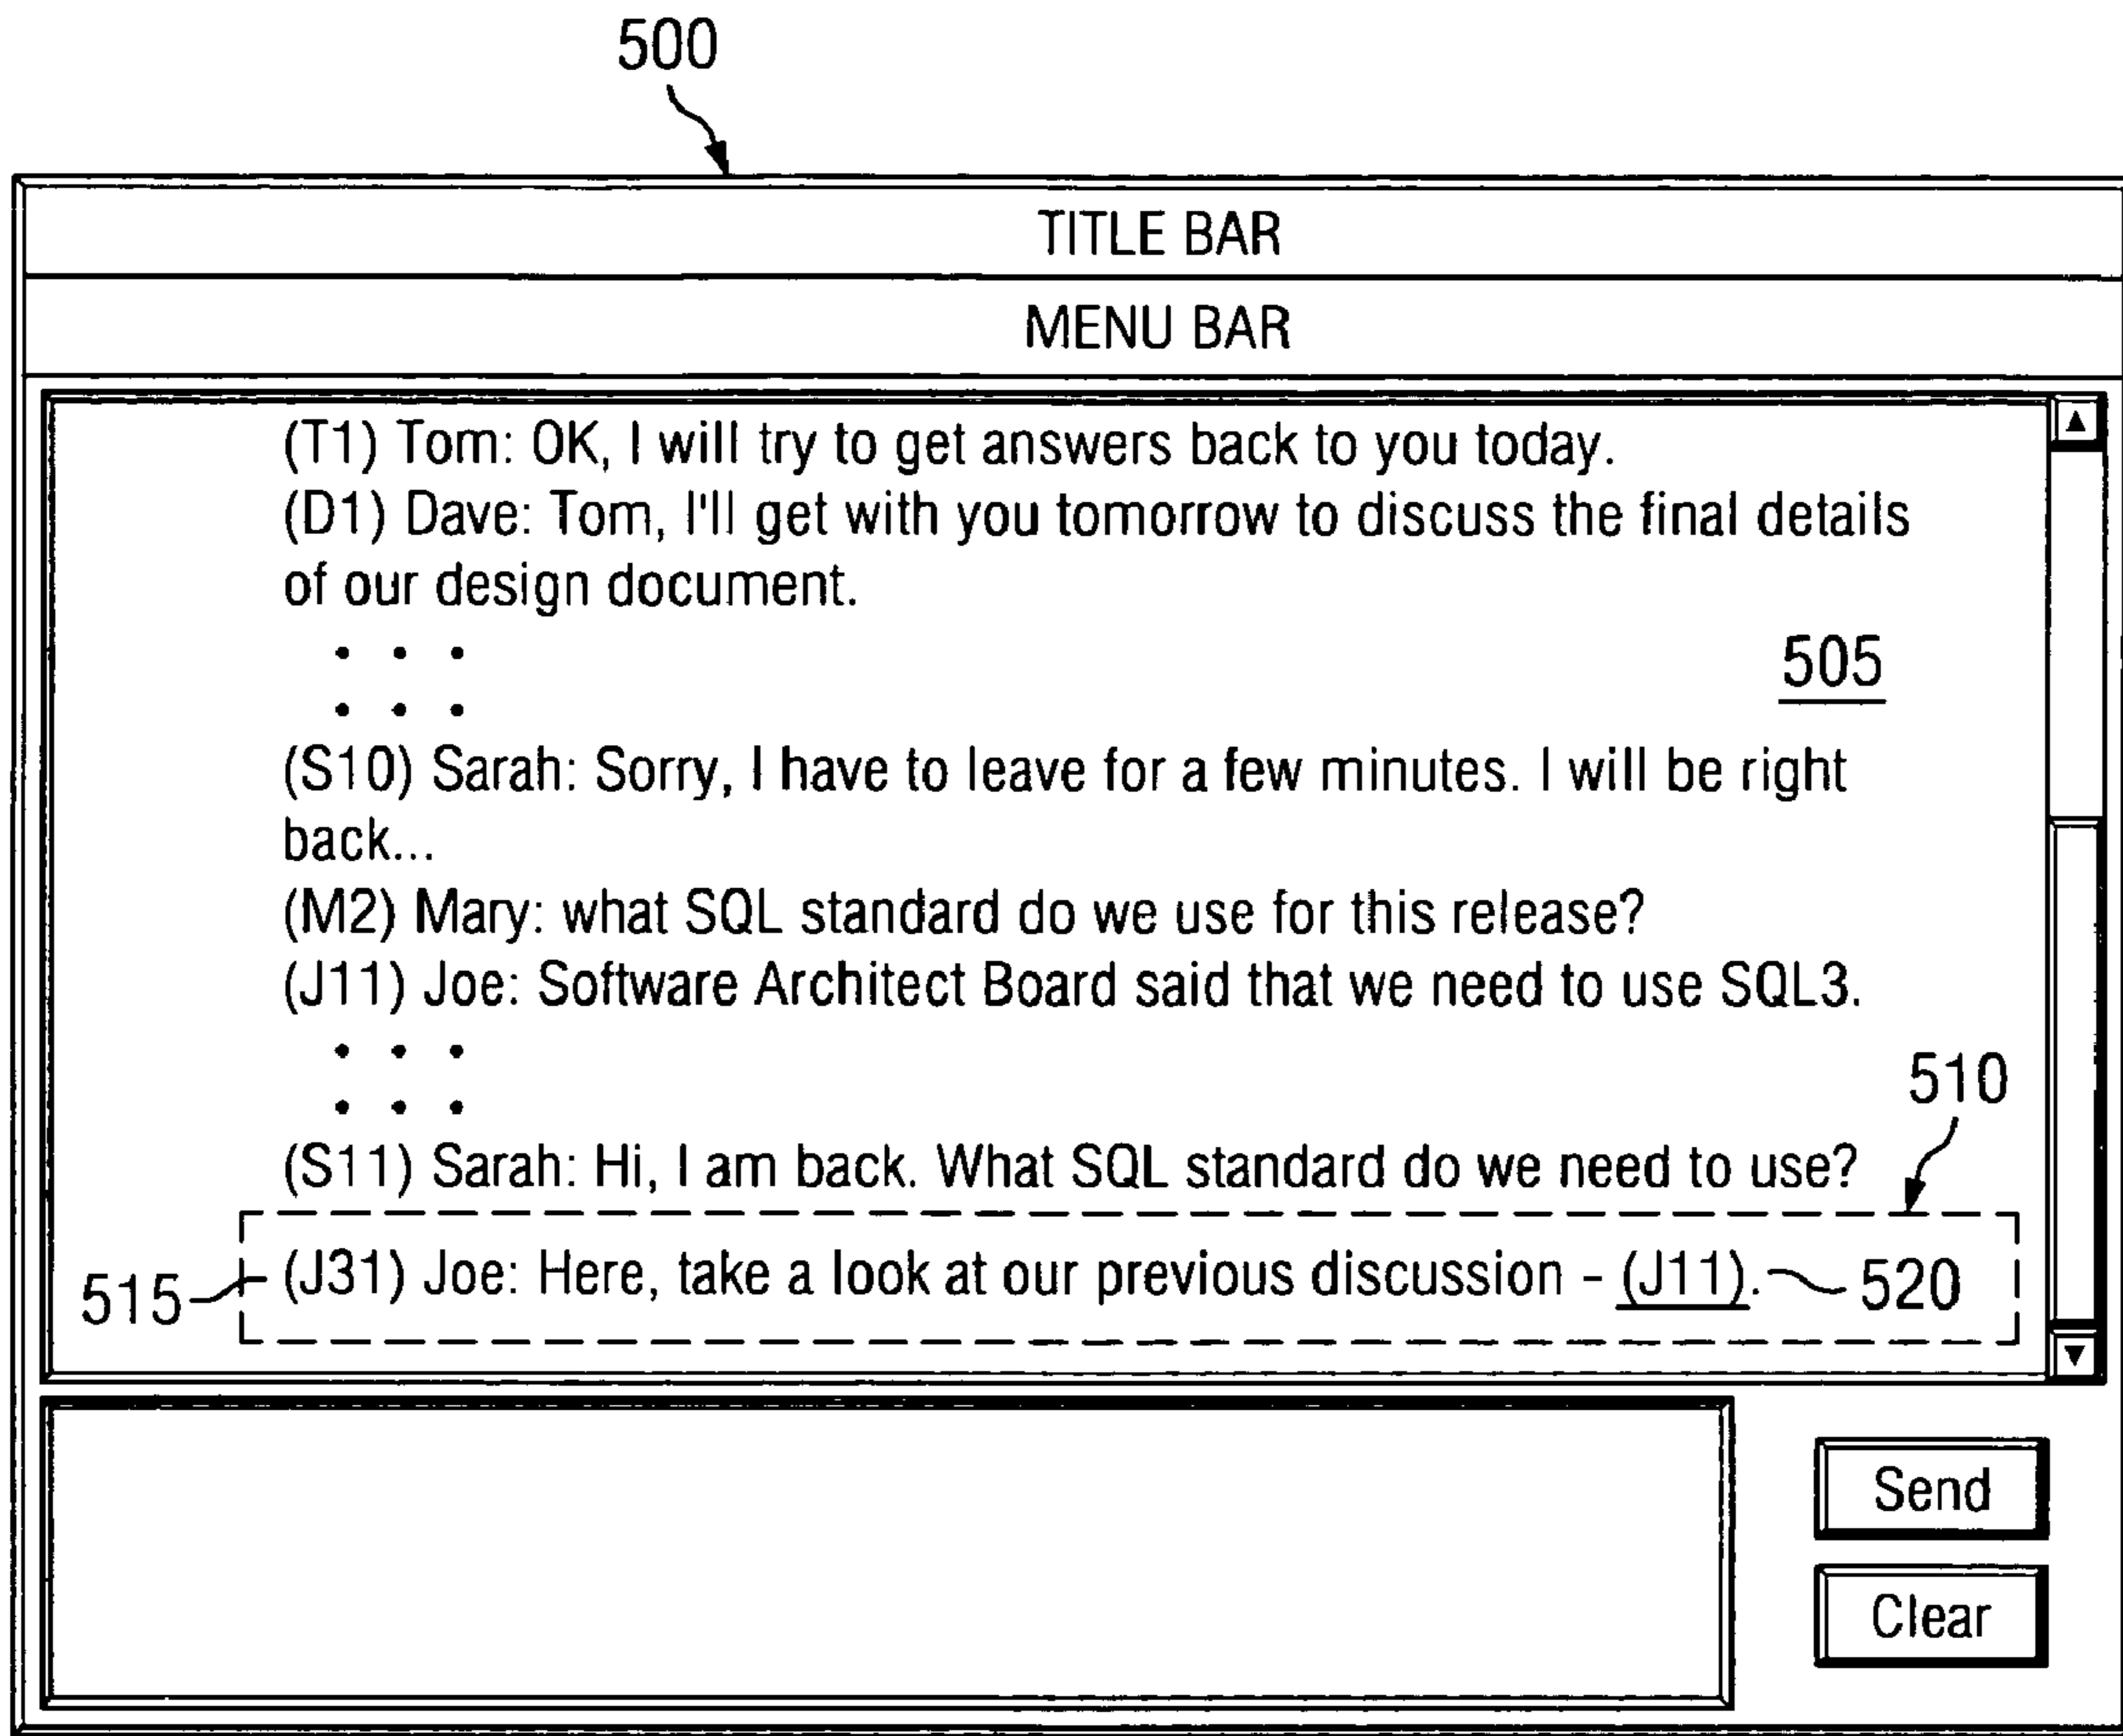 500
TITLE BAR
MENU BAR
(T1) Tom: OK, I will try to get answers back to you today.
(D1) Dave: Tom, I'll get with you tomorrow to discuss the final details
of our design document.
. . .
505
. . .
(S10) Sarah: Sorry, I have to leave for a few minutes. I will be right
back...
(M2) Mary: what SQL standard do we use for this release?
(J11) Joe: Software Architect Board said that we need to use SQL3.
. . .
510
. . .
(S11) Sarah: Hi, I am back. What SQL standard do we need to use?
515 (J31) Joe: Here, take a look at our previous discussion - (J11). 520
Send
Clear